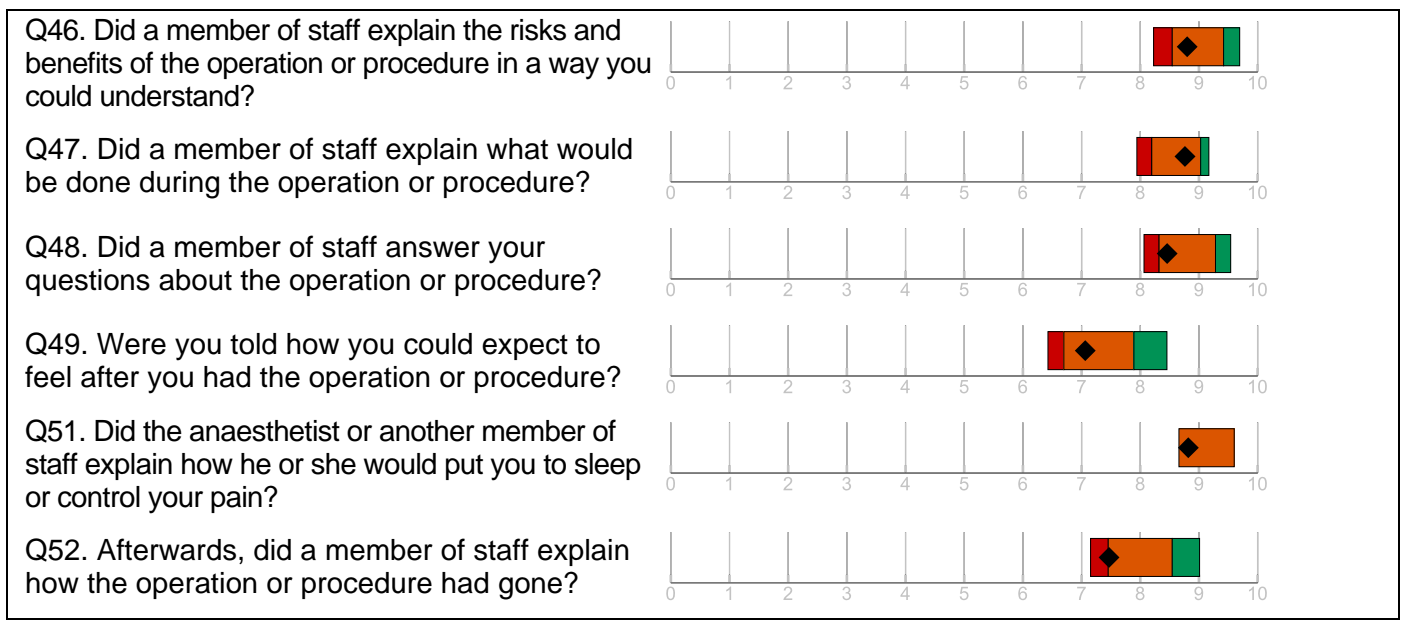 Q46. Did a member of staff explain the risks and
benefits of the operation or procedure in a way you
could understand?
0 1 2 3 4 5 6 7 8 9 10
Q47. Did a member of staff explain what would
be done during the operation or procedure?
0 1 2 3 4 5 6 7 8 9 10
Q48. Did a member of staff answer your
questions about the operation or procedure?
0 1 2 3 4 5 6 7 8 9 10
Q49. Were you told how you could expect to
feel after you had the operation or procedure?
0 1 2 3 4 5 6 7 8 9 10
Q51. Did the anaesthetist or another member of
staff explain how he or she would put you to sleep
or control your pain?
0 1 2 3 4 5 6 7 8 9 10
Q52. Afterwards, did a member of staff explain
how the operation or procedure had gone?
0 1 2 3 4 5 6 7 8 9 10